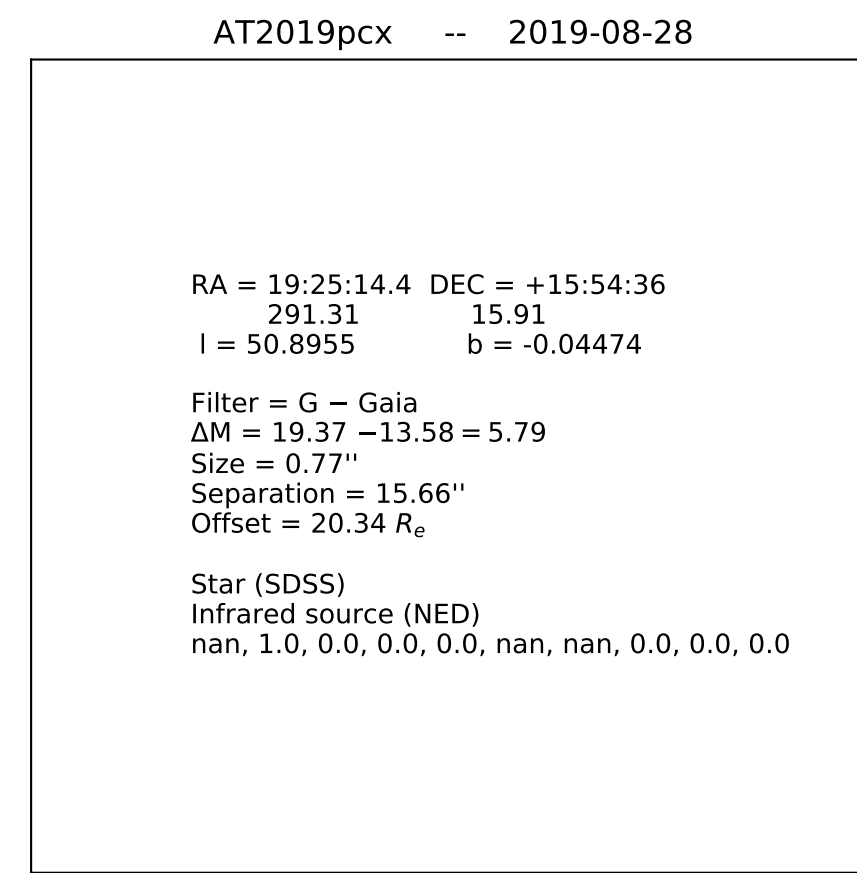 AT2019pcx -- 2019-08-28
RA = 19:25:14.4 DEC = +15:54:36
291.31 15.91
l = 50.8955 b = -0.04474
Filter = G − Gaia
ΔM = 19.37 −13.58 = 5.79
Size = 0.77''
Separation = 15.66''
Offset = 20.34 Rₑ
Star (SDSS)
Infrared source (NED)
nan, 1.0, 0.0, 0.0, 0.0, nan, nan, 0.0, 0.0, 0.0